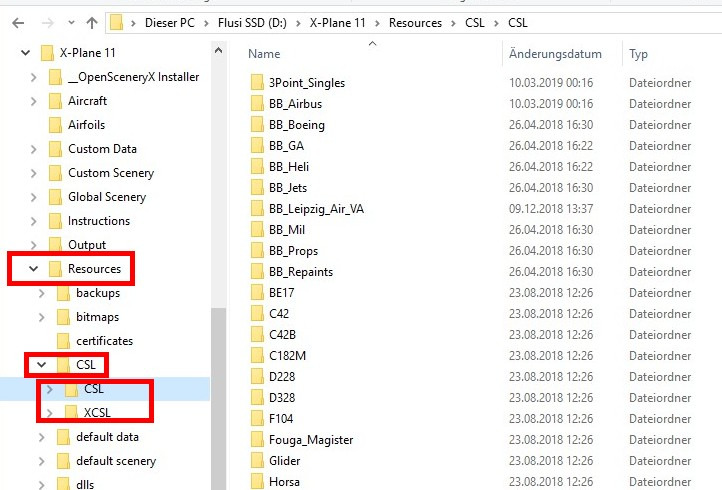 Dieser PC > Flusi SSD (D:) > X-Plane 11 > Resources > CSL > CSL
X-Plane 11
__OpenSceneryX Installer
Aircraft
Airfoils
Custom Data
Custom Scenery
Global Scenery
Instructions
Output
Resources
backups
bitmaps
certificates
CSL
CSL
XCSL
default data
default scenery
dlls
Name Änderungsdatum Typ
3Point_Singles 10.03.2019 00:16 Dateiordner
BB_Airbus 10.03.2019 00:16 Dateiordner
BB_Boeing 26.04.2018 16:30 Dateiordner
BB_GA 26.04.2018 16:22 Dateiordner
BB_Heli 26.04.2018 16:22 Dateiordner
BB_Jets 26.04.2018 16:30 Dateiordner
BB_Leipzig_Air_VA 09.12.2018 13:37 Dateiordner
BB_Mil 26.04.2018 16:30 Dateiordner
BB_Props 26.04.2018 16:30 Dateiordner
BB_Repaints 26.04.2018 16:30 Dateiordner
BE17 23.08.2018 12:26 Dateiordner
C42 23.08.2018 12:26 Dateiordner
C42B 23.08.2018 12:26 Dateiordner
C182M 23.08.2018 12:26 Dateiordner
D228 23.08.2018 12:26 Dateiordner
D328 23.08.2018 12:26 Dateiordner
F104 23.08.2018 12:26 Dateiordner
Fouga_Magister 23.08.2018 12:26 Dateiordner
Glider 23.08.2018 12:26 Dateiordner
Horsa 23.08.2018 12:26 Dateiordner